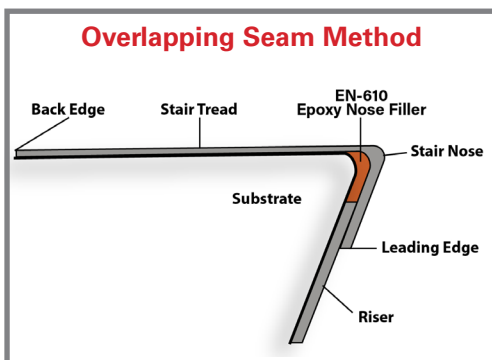 Overlapping Seam Method
EN-610
Back Edge
Stair Tread
Epoxy Nose Filler
Stair Nose
Substrate
Leading Edge
Riser